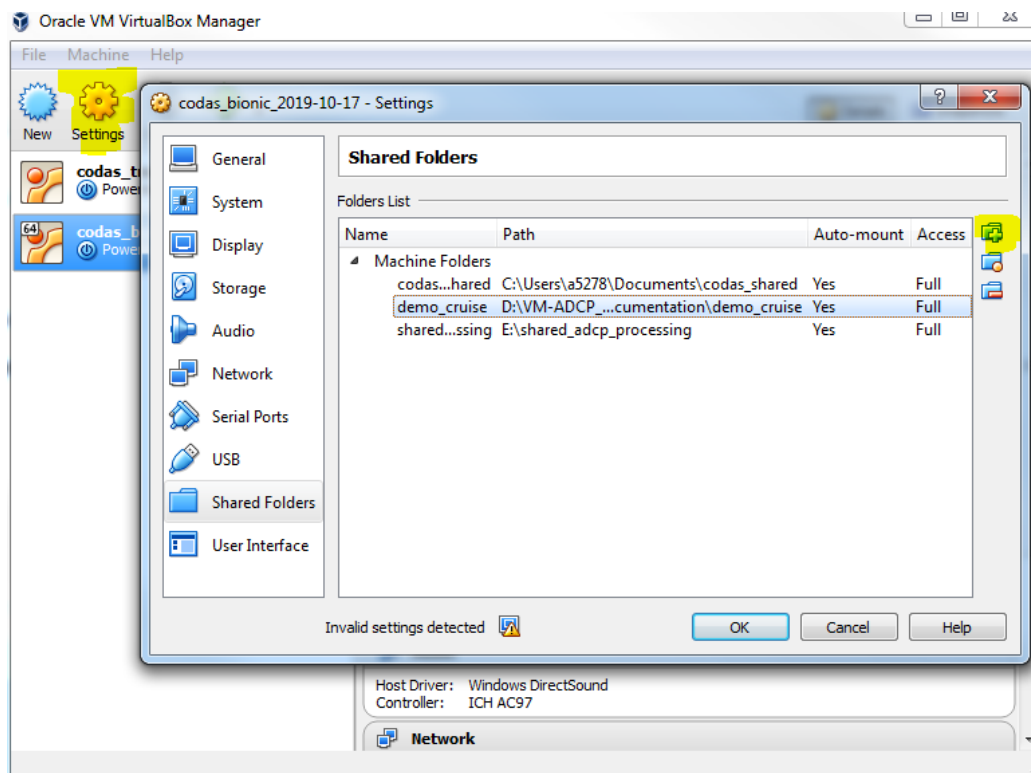 Oracle VM VirtualBox Manager
File Machine Help
New Settings
codas_t
Powe
64
codas_b
Powe
codas_bionic_2019-10-17 - Settings
General
System
Display
Storage
Audio
Network
Serial Ports
USB
Shared Folders
User Interface
Shared Folders
Folders List
Name Path Auto-mount Access
Machine Folders
codas...hared C:\Users\a5278\Documents\codas_shared Yes Full
demo_cruise D:\VM-ADCP_...cumentation\demo_cruise Yes Full
shared...ssing E:\shared_adcp_processing Yes Full
Invalid settings detected
OK Cancel Help
Host Driver: Windows DirectSound
Controller: ICH AC97
Network